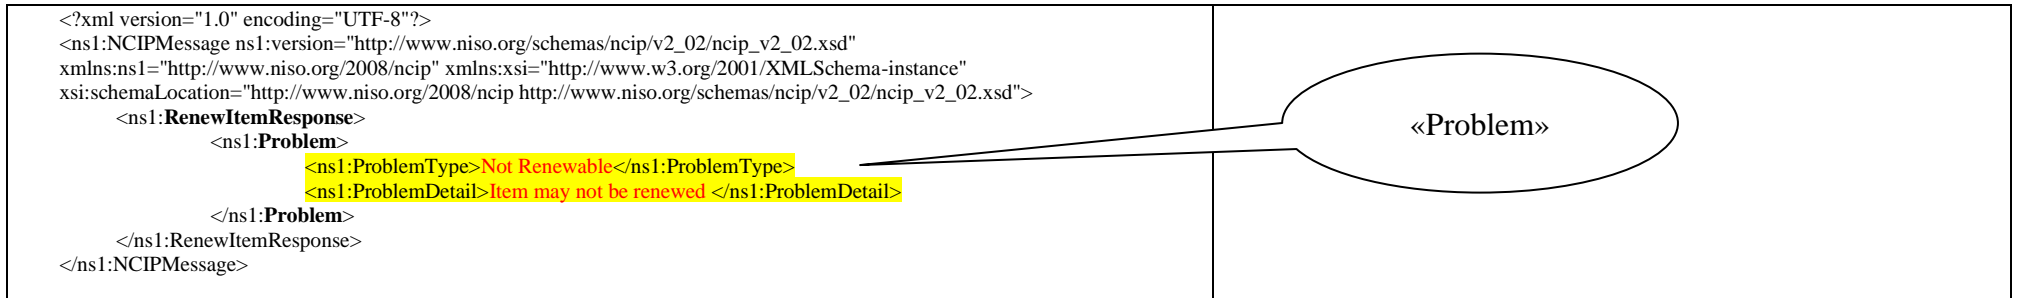 <?xml version="1.0" encoding="UTF-8"?>
<ns1:NCIPMessage ns1:version="http://www.niso.org/schemas/ncip/v2_02/ncip_v2_02.xsd"
xmlns:ns1="http://www.niso.org/2008/ncip" xmlns:xsi="http://www.w3.org/2001/XMLSchema-instance"
xsi:schemaLocation="http://www.niso.org/2008/ncip http://www.niso.org/schemas/ncip/v2_02/ncip_v2_02.xsd">
<ns1:RenewItemResponse>
<ns1:Problem>
<ns1:ProblemType>Not Renewable</ns1:ProblemType>
<ns1:ProblemDetail>Item may not be renewed </ns1:ProblemDetail>
</ns1:Problem>
</ns1:RenewItemResponse>
</ns1:NCIPMessage>
«Problem»